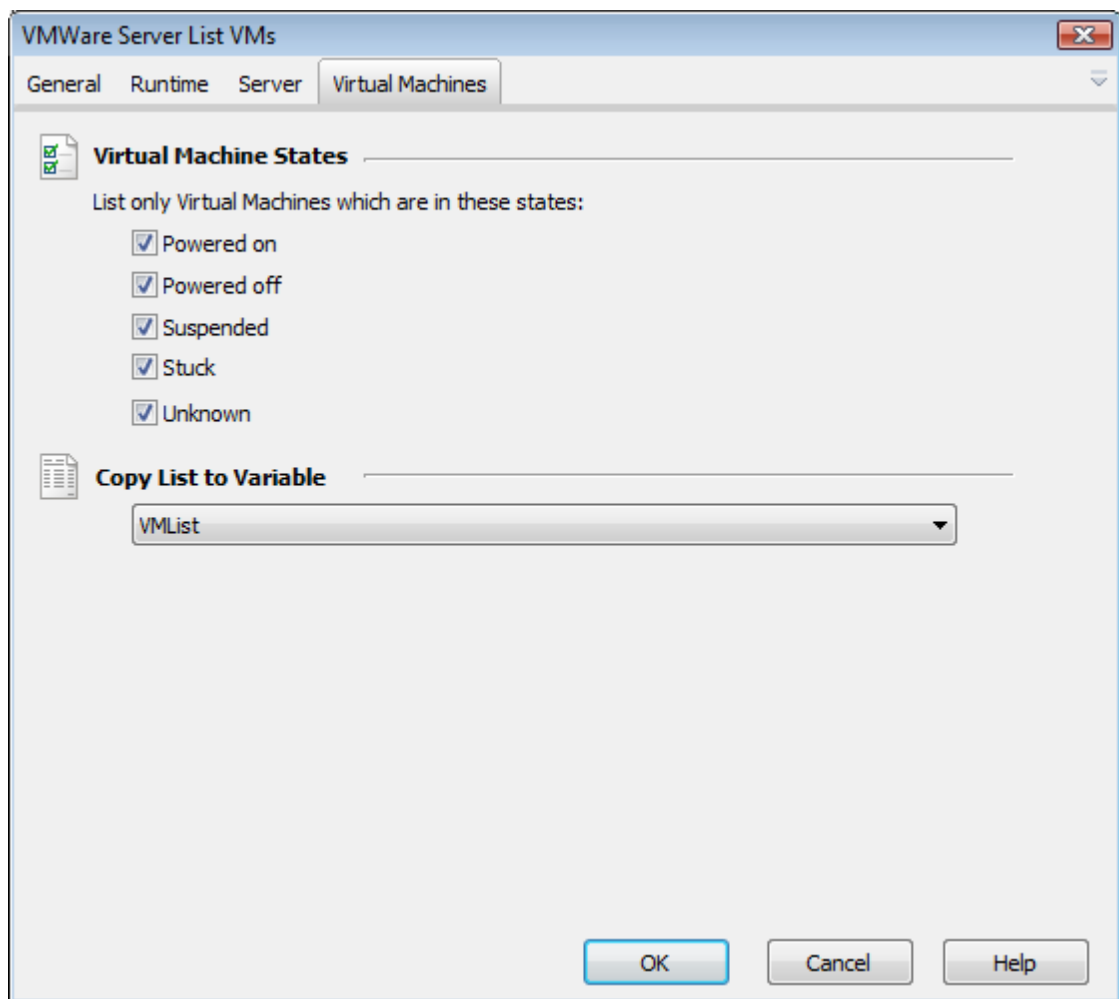 VMWare Server List VMs
General Runtime Server Virtual Machines
Virtual Machine States
List only Virtual Machines which are in these states:
Powered on
Powered off
Suspended
Stuck
Unknown
Copy List to Variable
VMList
OK Cancel Help